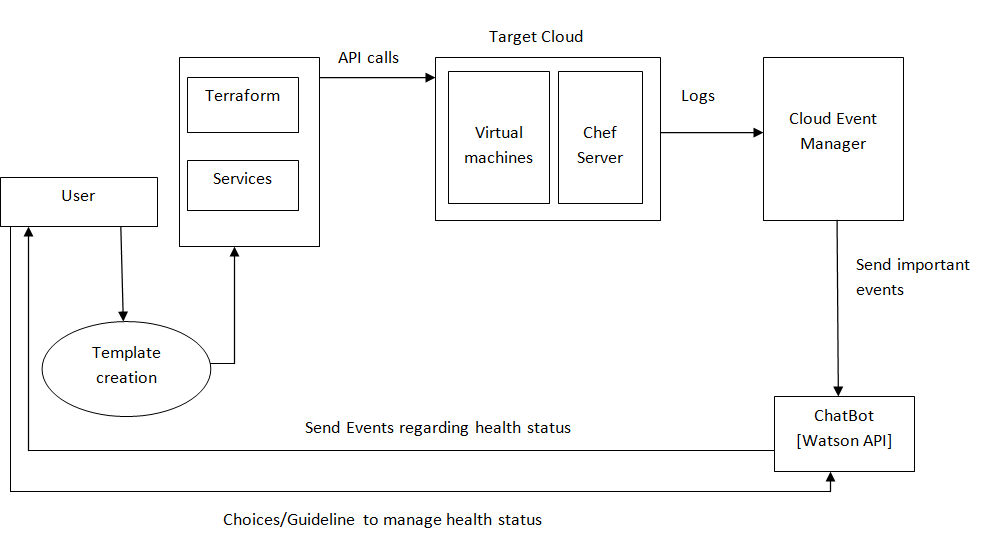 Target Cloud
API calls
Terraform
Services
Virtual
machines
Chef
Server
Logs
Cloud Event
Manager
User
Template
creation
Send important
events
ChatBot
[Watson API]
Send Events regarding health status
Choices/Guideline to manage health status